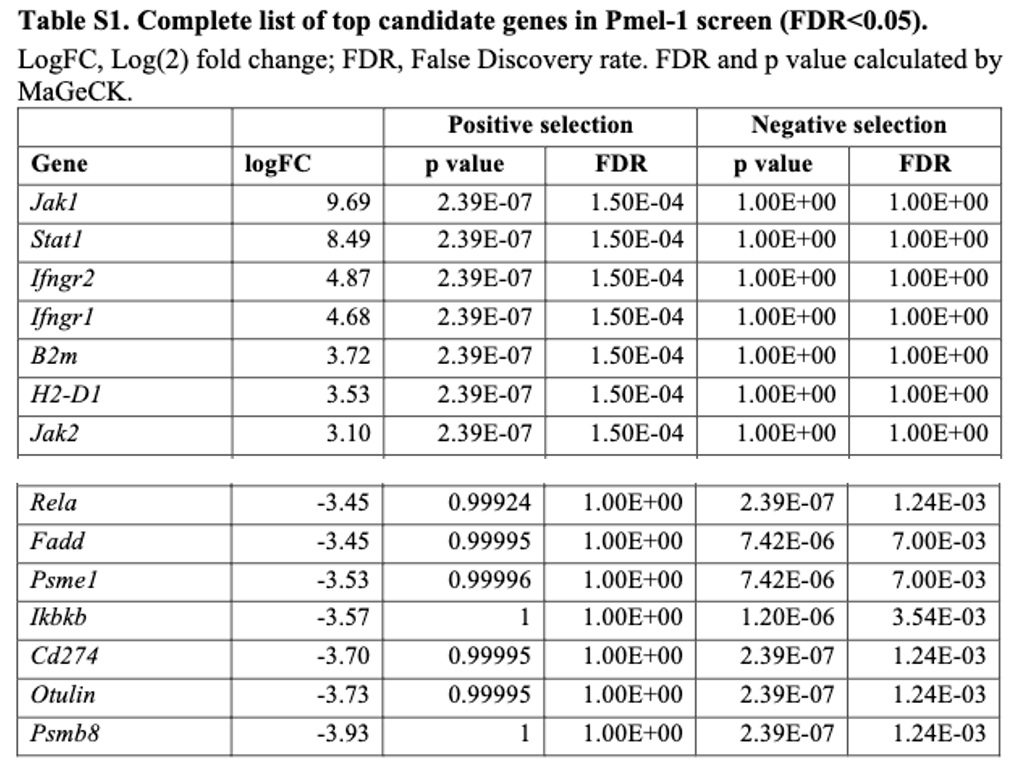 Table S1. Complete list of top candidate genes in Pmel-1 screen (FDR<0.05).
LogFC, Log(2) fold change; FDR, False Discovery rate. FDR and p value calculated by
MaGeCK.
Positive selection Negative selection
Gene logFC p value FDR p value FDR
Jak1 9.69 2.39E-07 1.50E-04 1.00E+00 1.00E+00
Stat1 8.49 2.39E-07 1.50E-04 1.00E+00 1.00E+00
Ifngr2 4.87 2.39E-07 1.50E-04 1.00E+00 1.00E+00
Ifngr1 4.68 2.39E-07 1.50E-04 1.00E+00 1.00E+00
B2m 3.72 2.39E-07 1.50E-04 1.00E+00 1.00E+00
H2-D1 3.53 2.39E-07 1.50E-04 1.00E+00 1.00E+00
Jak2 3.10 2.39E-07 1.50E-04 1.00E+00 1.00E+00
Rela -3.45 0.99924 1.00E+00 2.39E-07 1.24E-03
Fadd -3.45 0.99995 1.00E+00 7.42E-06 7.00E-03
Psme1 -3.53 0.99996 1.00E+00 7.42E-06 7.00E-03
Ikbkb -3.57 1 1.00E+00 1.20E-06 3.54E-03
Cd274 -3.70 0.99995 1.00E+00 2.39E-07 1.24E-03
Otulin -3.73 0.99995 1.00E+00 2.39E-07 1.24E-03
Psmb8 -3.93 1 1.00E+00 2.39E-07 1.24E-03